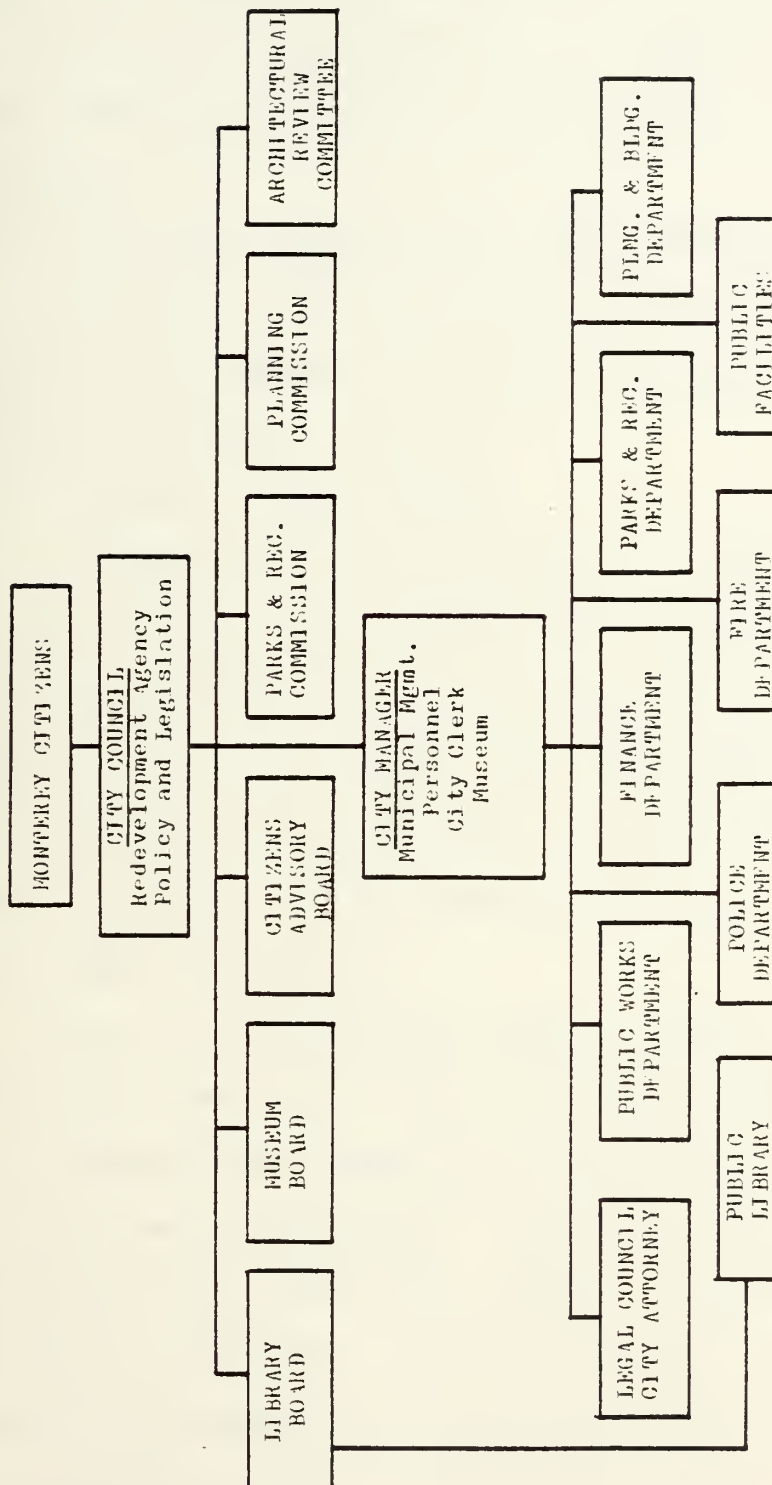 MONTEREY CITIZENS
CITY COUNCIL
Redevelopment Agency
Policy and Legislation
LIBRARY
BOARD
MUSEUM
BOARD
CITIZENS
ADVISORY
BOARD
PARKS & REC.
COMMISSION
PLANNING
COMMISSION
ARCHITECTURAL
REVIEW
COMMITTEE
CITY MANAGER
Municipal Mgmt.
Personnel
City Clerk
Museum
LEGAL COUNCIL
CITY ATTORNEY
PUBLIC WORKS
DEPARTMENT
FINANCE
DEPARTMENT
PARKS & REC.
DEPARTMENT
PLNG. & BLDG.
DEPARTMENT
PUBLIC
LIBRARY
POLICE
DEPARTMENT
FIRE
DEPARTMENT
PUBLIC
FACILITIES